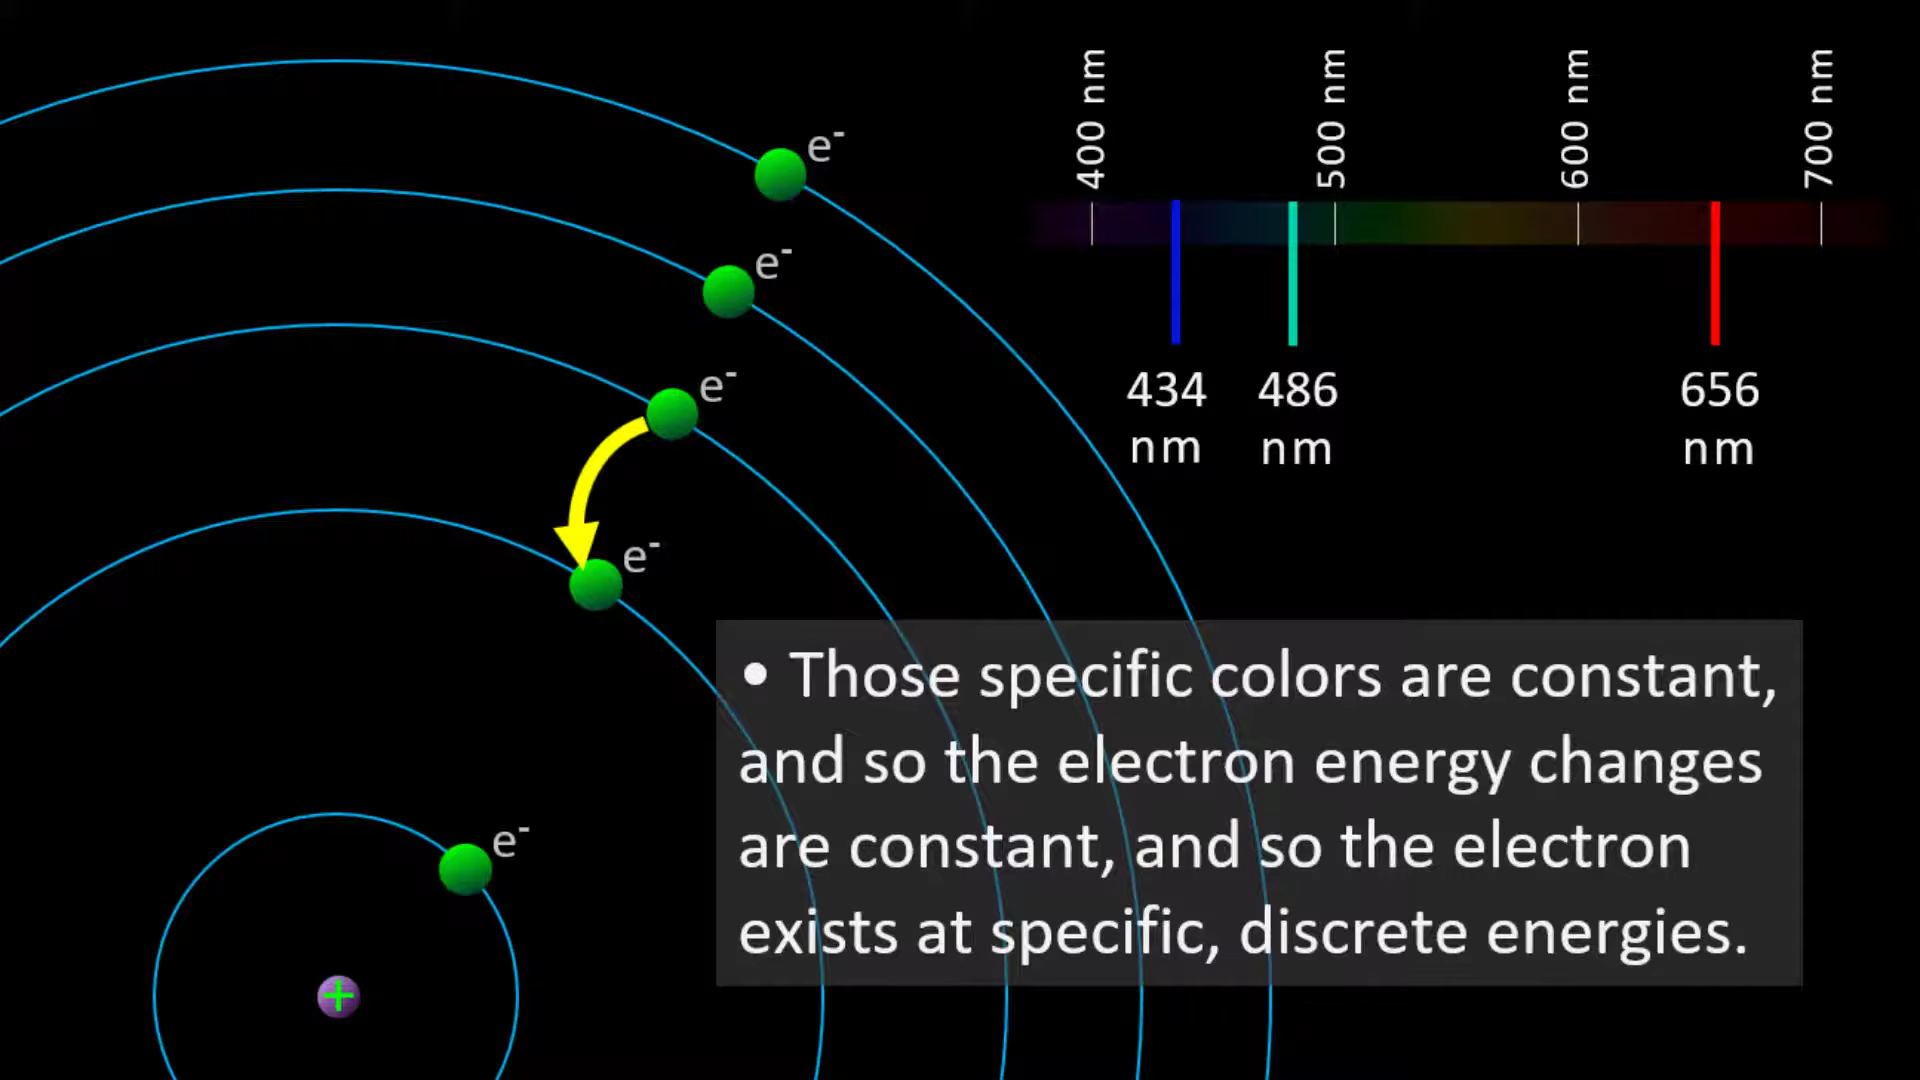 400 nm
500 nm
600 nm
700 nm
e-
e-
e-
e-
e-
+
434 nm
486 nm
656 nm
• Those specific colors are constant,
and so the electron energy changes
are constant, and so the electron
exists at specific, discrete energies.